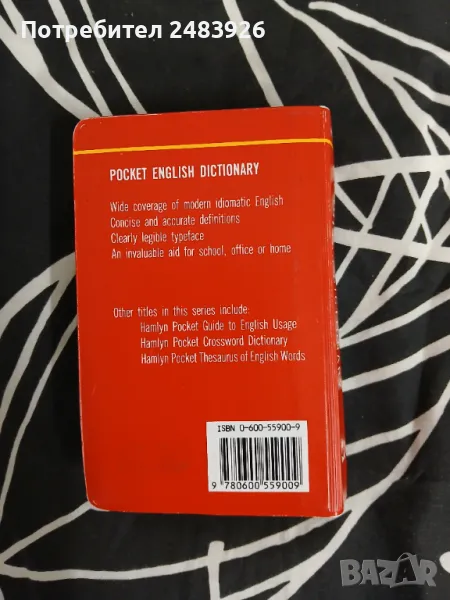 Потребител 2483926
POCKET ENGLISH DICTIONARY
Wide coverage of modern idiomatic English
Concise and accurate definitions
Clearly legible typeface
An invaluable aid for school, office or home
Other titles in this series include:
Hamlyn Pocket Guide to English Usage
Hamlyn Pocket Crossword Dictionary
Hamlyn Pocket Thesaurus of English Words
ISBN 0-600-55900-9
9 780600 559009
BAZAR